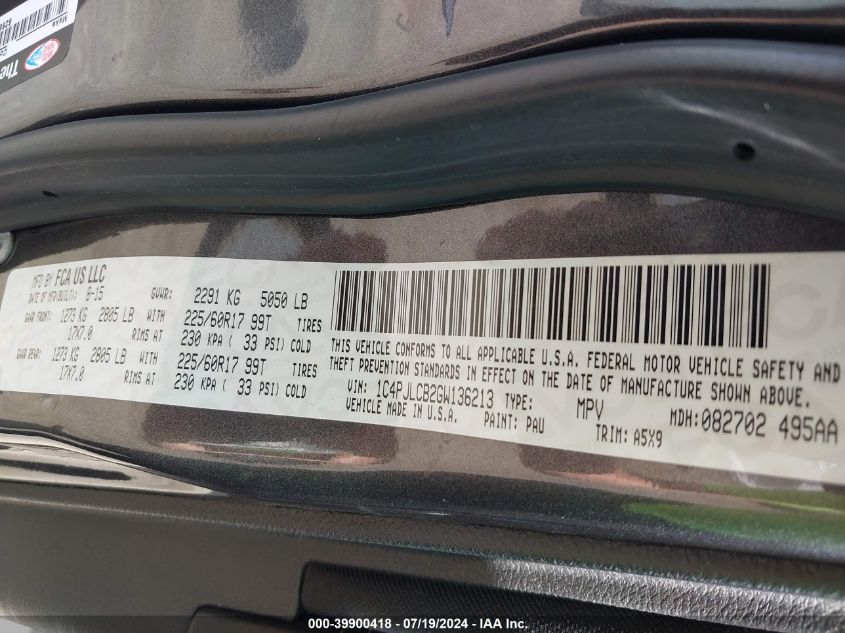 The
Make
MFD BY FCA US LLC
DATE OF MFD(BUILT): 8-15 GVWR: 2291 KG 5050 LB
GAWR FRONT: 1273 KG 2805 LB WITH 225/60R17 99T TIRES
17X7.0 RIMS AT 230 KPA ( 33 PSI) COLD
GAWR REAR: 1273 KG 2805 LB WITH 225/60R17 99T TIRES
17X7.0 RIMS AT 230 KPA ( 33 PSI) COLD
THIS VEHICLE CONFORMS TO ALL APPLICABLE U.S.A. FEDERAL MOTOR VEHICLE SAFETY AND
THEFT PREVENTION STANDARDS IN EFFECT ON THE DATE OF MANUFACTURE SHOWN ABOVE.
VIN: 1C4PJLCB2GW136213 TYPE: MPV MDH:082702 495AA
VEHICLE MADE IN U.S.A. PAINT: PAU TRIM: A5X9
000-39900418 - 07/19/2024 - IAA Inc.